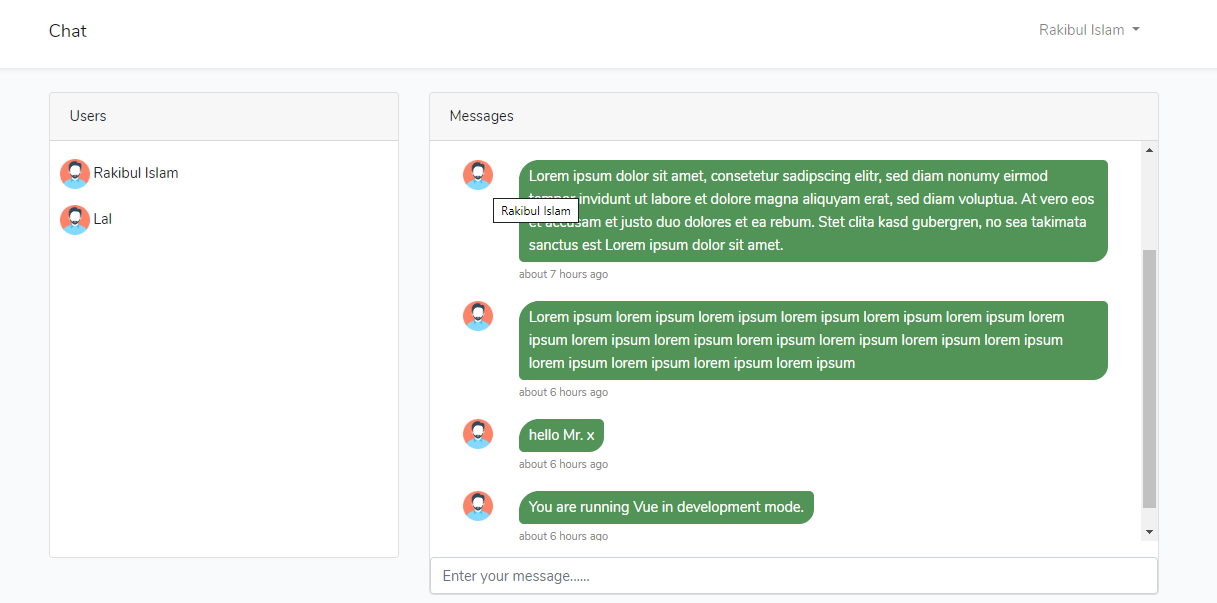 Chat
Rakibul Islam
Users
Rakibul Islam
Lal
Messages
Lorem ipsum dolor sit amet, consetetur sadipscing elitr, sed diam nonumy eirmod
invidunt ut labore et dolore magna aliquyam erat, sed diam voluptua. At vero eos
Rakibul Islam
et accusam et justo duo dolores et ea rebum. Stet clita kasd gubergren, no sea takimata
sanctus est Lorem ipsum dolor sit amet.
about 7 hours ago
Lorem ipsum lorem ipsum lorem ipsum lorem ipsum lorem ipsum lorem ipsum lorem
ipsum lorem ipsum lorem ipsum lorem ipsum lorem ipsum lorem ipsum lorem ipsum
lorem ipsum lorem ipsum lorem ipsum lorem ipsum
about 6 hours ago
hello Mr. x
about 6 hours ago
You are running Vue in development mode.
about 6 hours ago
Enter your message......